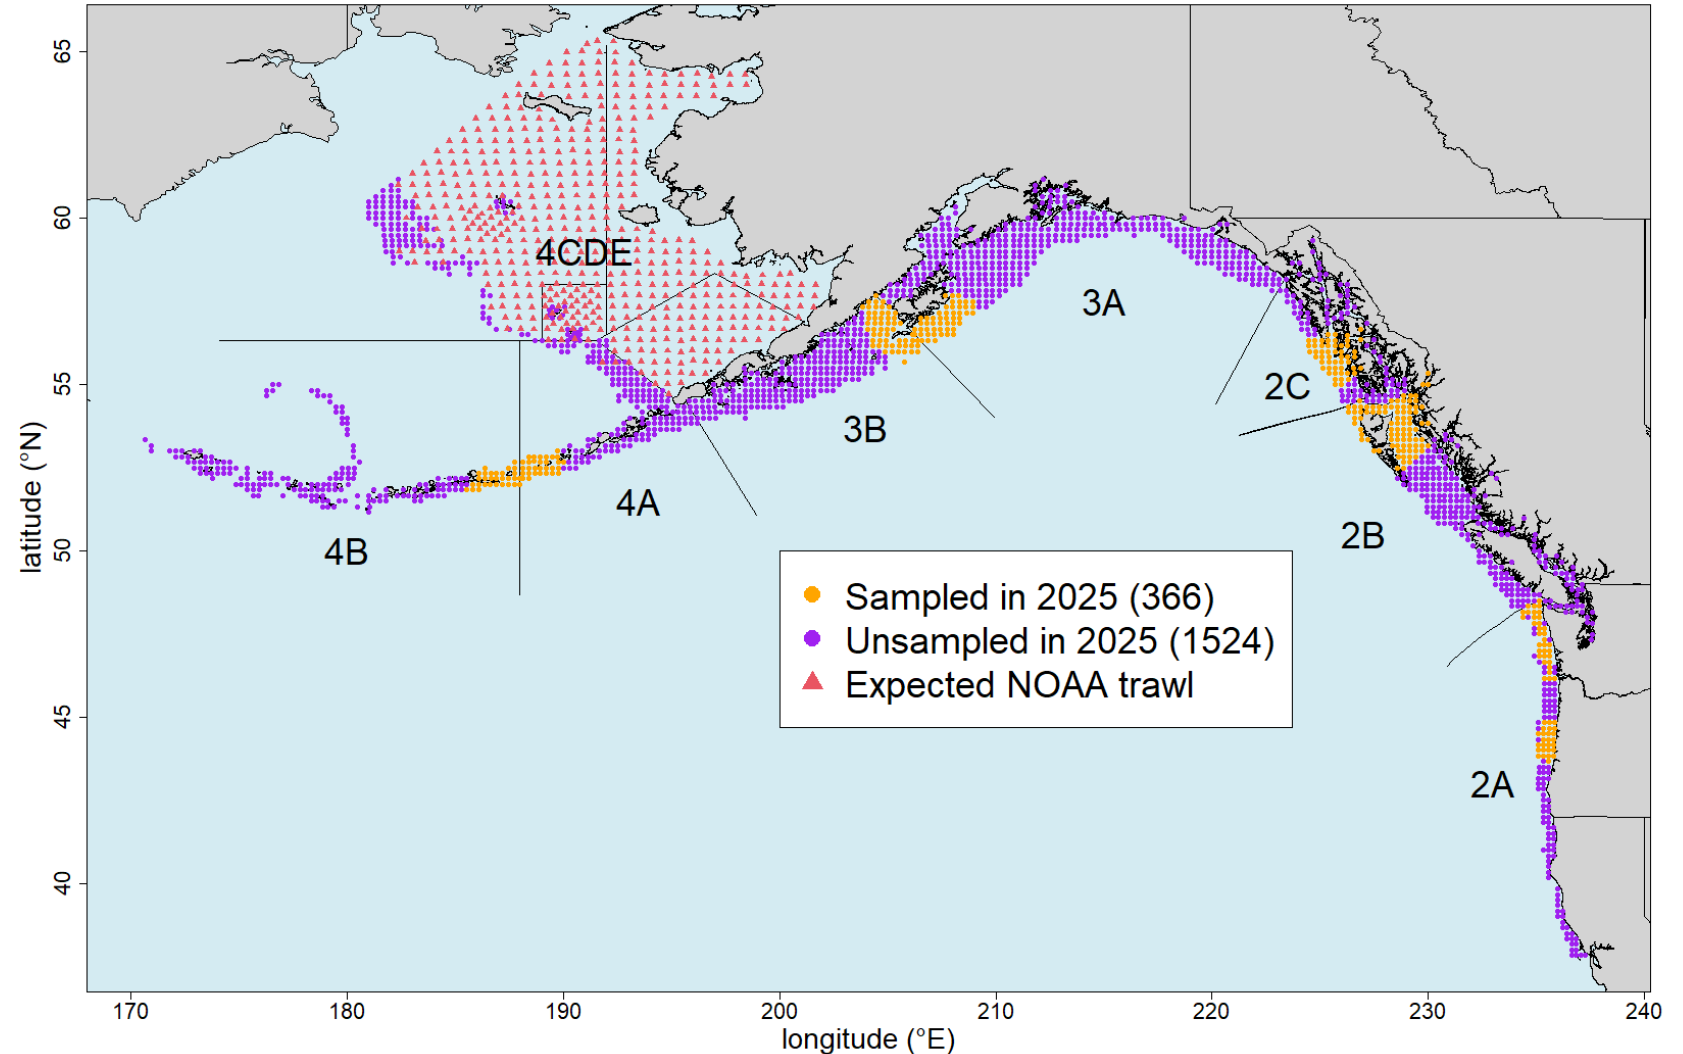 65
60
55
50
45
40
latitude (°N)
4CDE
3A
2C
3B
4A
2B
4B
Sampled in 2025 (366)
Unsampled in 2025 (1524)
Expected NOAA trawl
2A
170
180
190
200
210
220
230
240
longitude (°E)